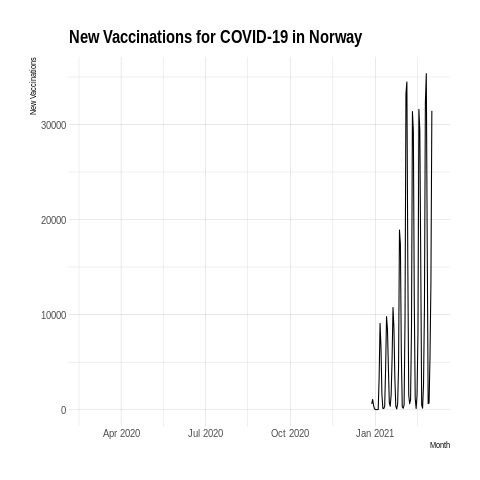 New Vaccinations for COVID-19 in Norway
New Vaccinations
30000
20000
10000
0
Apr 2020 Jul 2020 Oct 2020 Jan 2021
Month